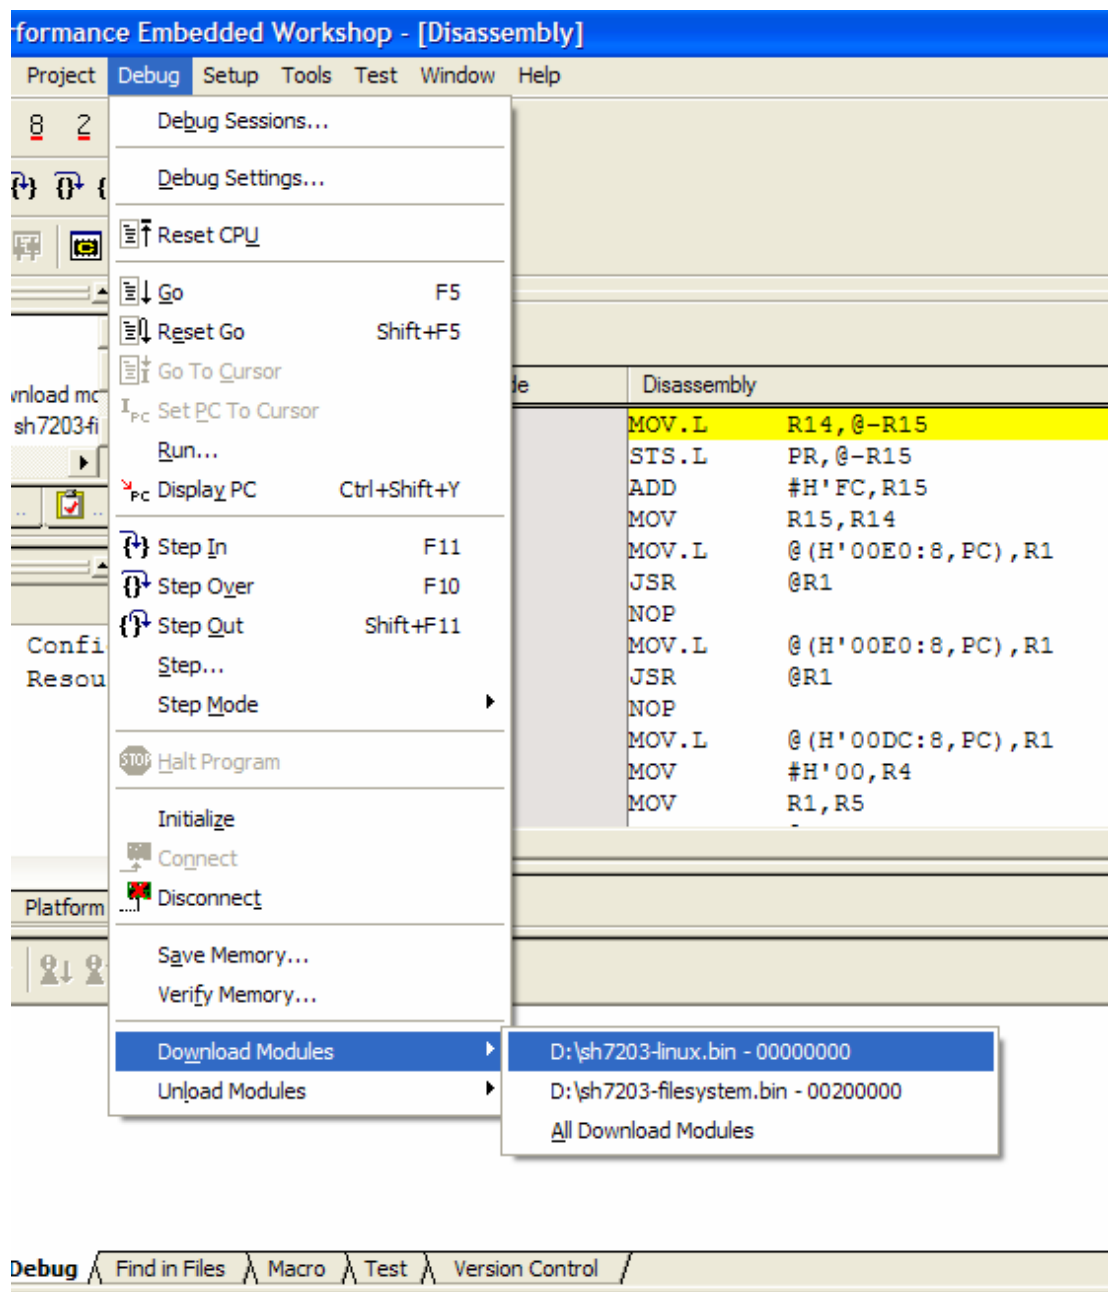 formance Embedded Workshop - [Disassembly]
Project Debug Setup Tools Test Window Help
8 2
Debug Sessions...
Debug Settings...
Reset CPU
Go F5
Reset Go Shift+F5
Go To Cursor
Set PC To Cursor
Run...
Display PC Ctrl+Shift+Y
Step In F11
Step Over F10
Step Out Shift+F11
Step...
Step Mode
STOP Halt Program
Initialize
Connect
Disconnect
Save Memory...
Verify Memory...
Download Modules
Unload Modules
D:\sh7203-linux.bin - 00000000
D:\sh7203-filesystem.bin - 00200000
All Download Modules
wnload mo
sh7203-fi
Confi
Resou
Platform
de Disassembly
MOV.L R14,@-R15
STS.L PR,@-R15
ADD #H'FC,R15
MOV R15,R14
MOV.L @(H'00E0:8,PC),R1
JSR @R1
NOP
MOV.L @(H'00E0:8,PC),R1
JSR @R1
NOP
MOV.L @(H'00DC:8,PC),R1
MOV #H'00,R4
MOV R1,R5
Debug Find in Files Macro Test Version Control